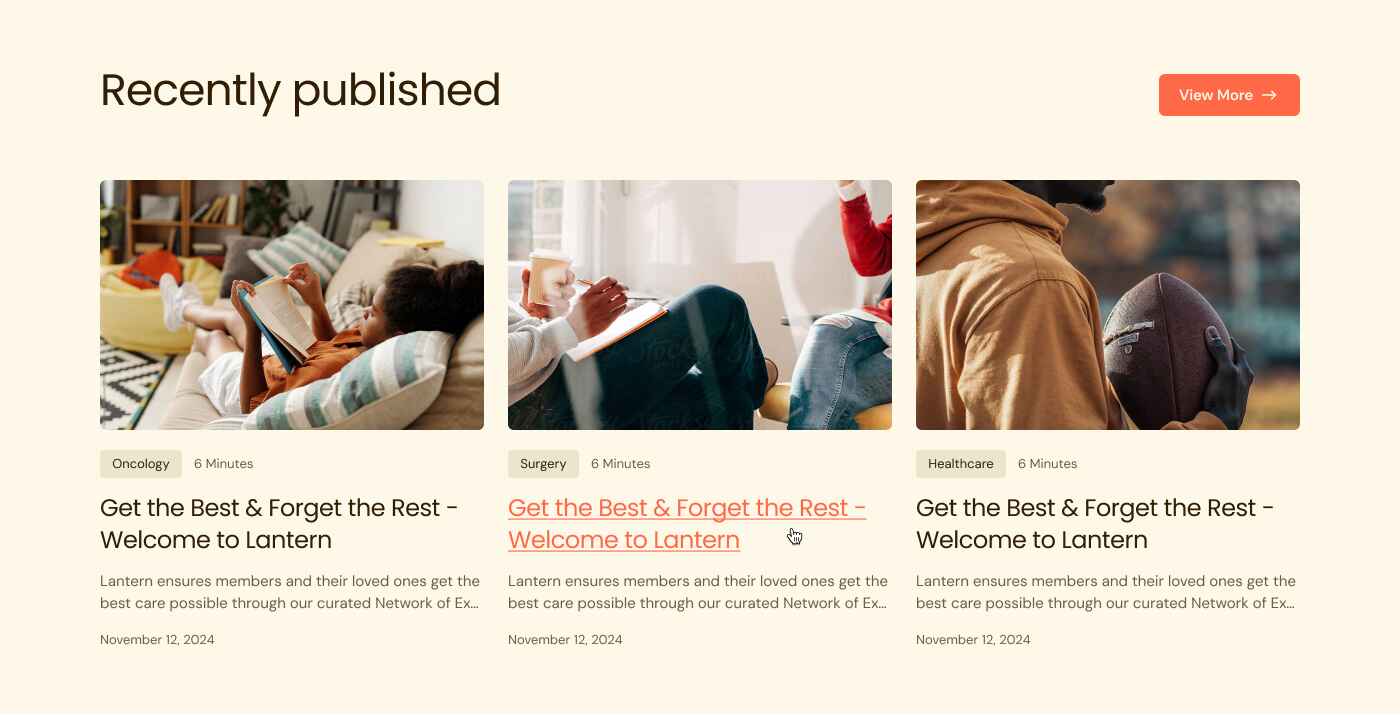 Recently published
View More
Oncology
6 Minutes
Get the Best & Forget the Rest -
Welcome to Lantern
Lantern ensures members and their loved ones get the
best care possible through our curated Network of Ex...
November 12, 2024
Surgery
6 Minutes
Get the Best & Forget the Rest -
Welcome to Lantern
Lantern ensures members and their loved ones get the
best care possible through our curated Network of Ex...
November 12, 2024
Healthcare
6 Minutes
Get the Best & Forget the Rest -
Welcome to Lantern
Lantern ensures members and their loved ones get the
best care possible through our curated Network of Ex...
November 12, 2024